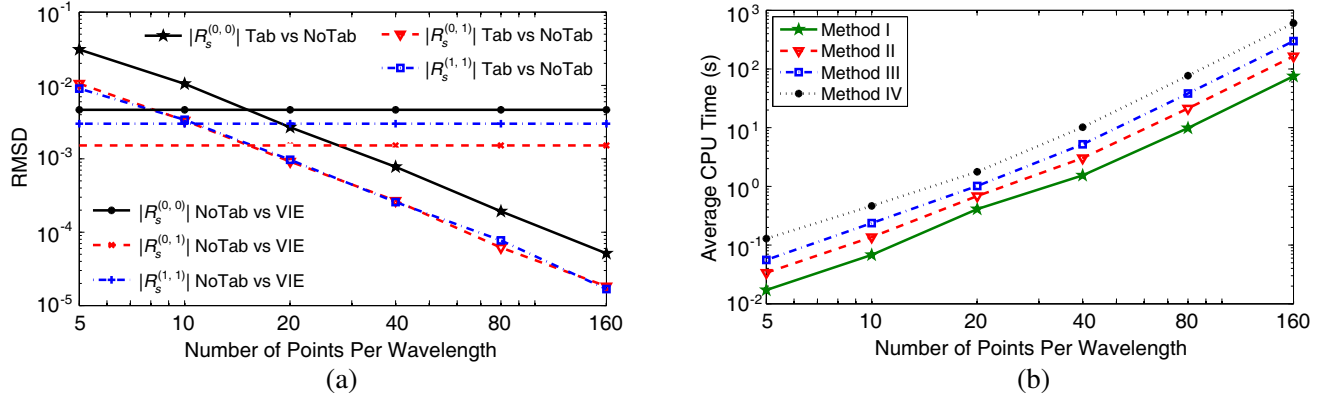 |R_s^(0, 0)| Tab vs NoTab
|R_s^(0, 1)| Tab vs NoTab
|R_s^(1, 1)| Tab vs NoTab
|R_s^(0, 0)| NoTab vs VIE
|R_s^(0, 1)| NoTab vs VIE
|R_s^(1, 1)| NoTab vs VIE
RMSD
10^-1
10^-2
10^-3
10^-4
10^-5
5 10 20 40 80 160
Number of Points Per Wavelength
(a)
Method I
Method II
Method III
Method IV
Average CPU Time (s)
10^3
10^2
10^1
10^0
10^-1
10^-2
5 10 20 40 80 160
Number of Points Per Wavelength
(b)